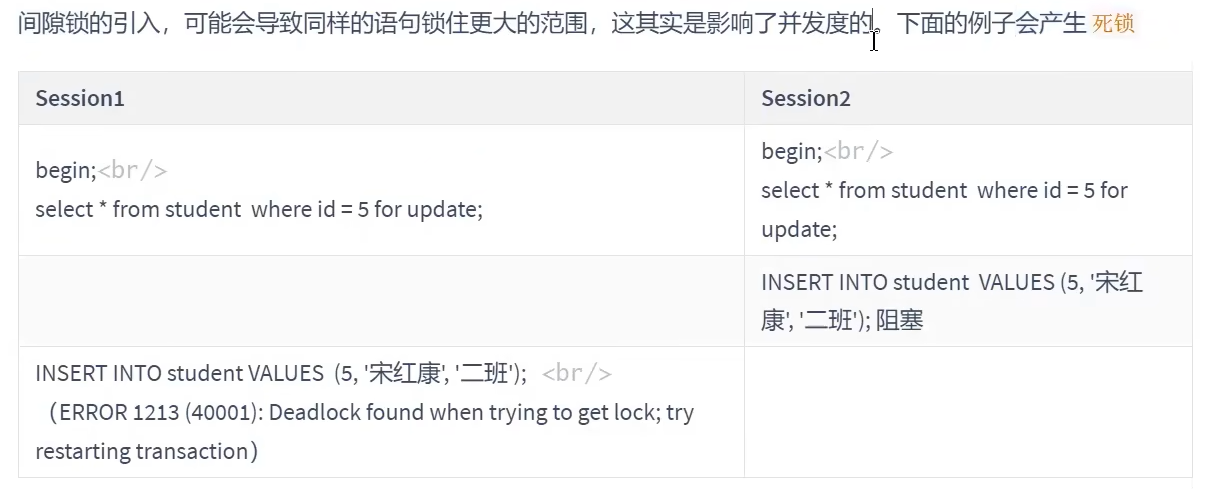 间隙锁的引入，可能会导致同样的语句锁住更大的范围，这其实是影响了并发度的。下面的例子会产生 死锁
Session1
Session2
begin;<br/>
select * from student  where id = 5 for update;
begin;<br/>
select * from student  where id = 5 for
update;
INSERT INTO student  VALUES (5, '宋红
康', '二班'); 阻塞
INSERT INTO student VALUES  (5, '宋红康', '二班');  <br/>
（ERROR 1213 (40001): Deadlock found when trying to get lock; try
restarting transaction）